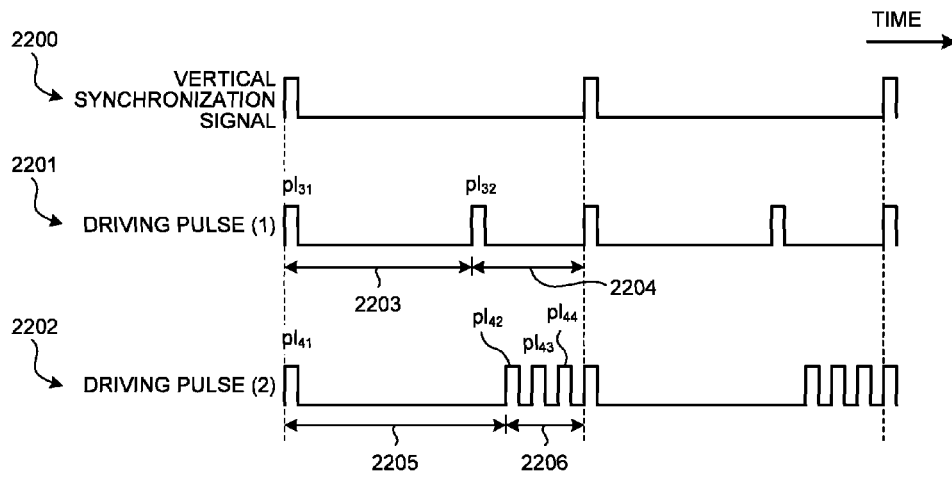 TIME
2200
VERTICAL
SYNCHRONIZATION
SIGNAL
2201
pl31
pl32
DRIVING PULSE (1)
2203
2204
2202
pl41
pl42
pl43
pl44
DRIVING PULSE (2)
2205
2206